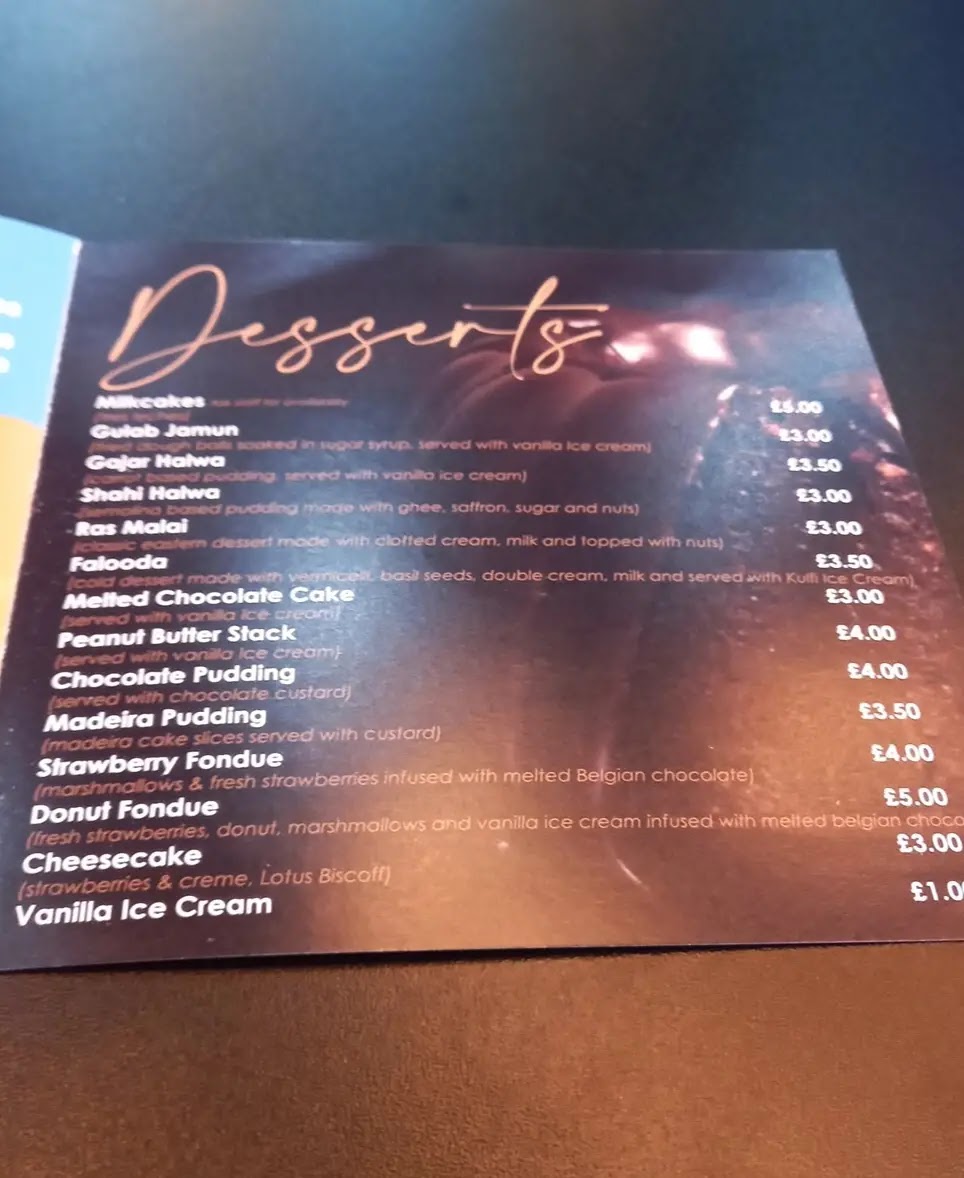 Desserts
Milkcakes ask staff for availability £5.00
Gulab Jamun £3.00
balls soaked in sugar syrup, served with vanilla ice cream)
Gajar Halwa £3.50
pudding, served with vanilla ice cream)
Shahi Halwa £3.00
(semolina based pudding made with ghee, saffron, sugar and nuts)
Ras Malai £3.00
(classic eastern dessert made with clotted cream, milk and topped with nuts)
Falooda £3.50
(cold dessert made with vermicelli, basil seeds, double cream, milk and served with Kulfi Ice Cream)
Melted Chocolate Cake £3.00
(served with vanilla ice cream)
Peanut Butter Stack £4.00
(served with vanilla Ice cream)
Chocolate Pudding £4.00
(served with chocolate custard)
Madeira Pudding £3.50
(madeira cake slices served with custard)
Strawberry Fondue £4.00
(marshmallows & fresh strawberries infused with melted Belgian chocolate)
Donut Fondue £5.00
(fresh strawberries, donut, marshmallows and vanilla ice cream infused with melted belgian choco
Cheesecake £3.00
(strawberries & creme, Lotus Biscoff)
Vanilla Ice Cream £1.0